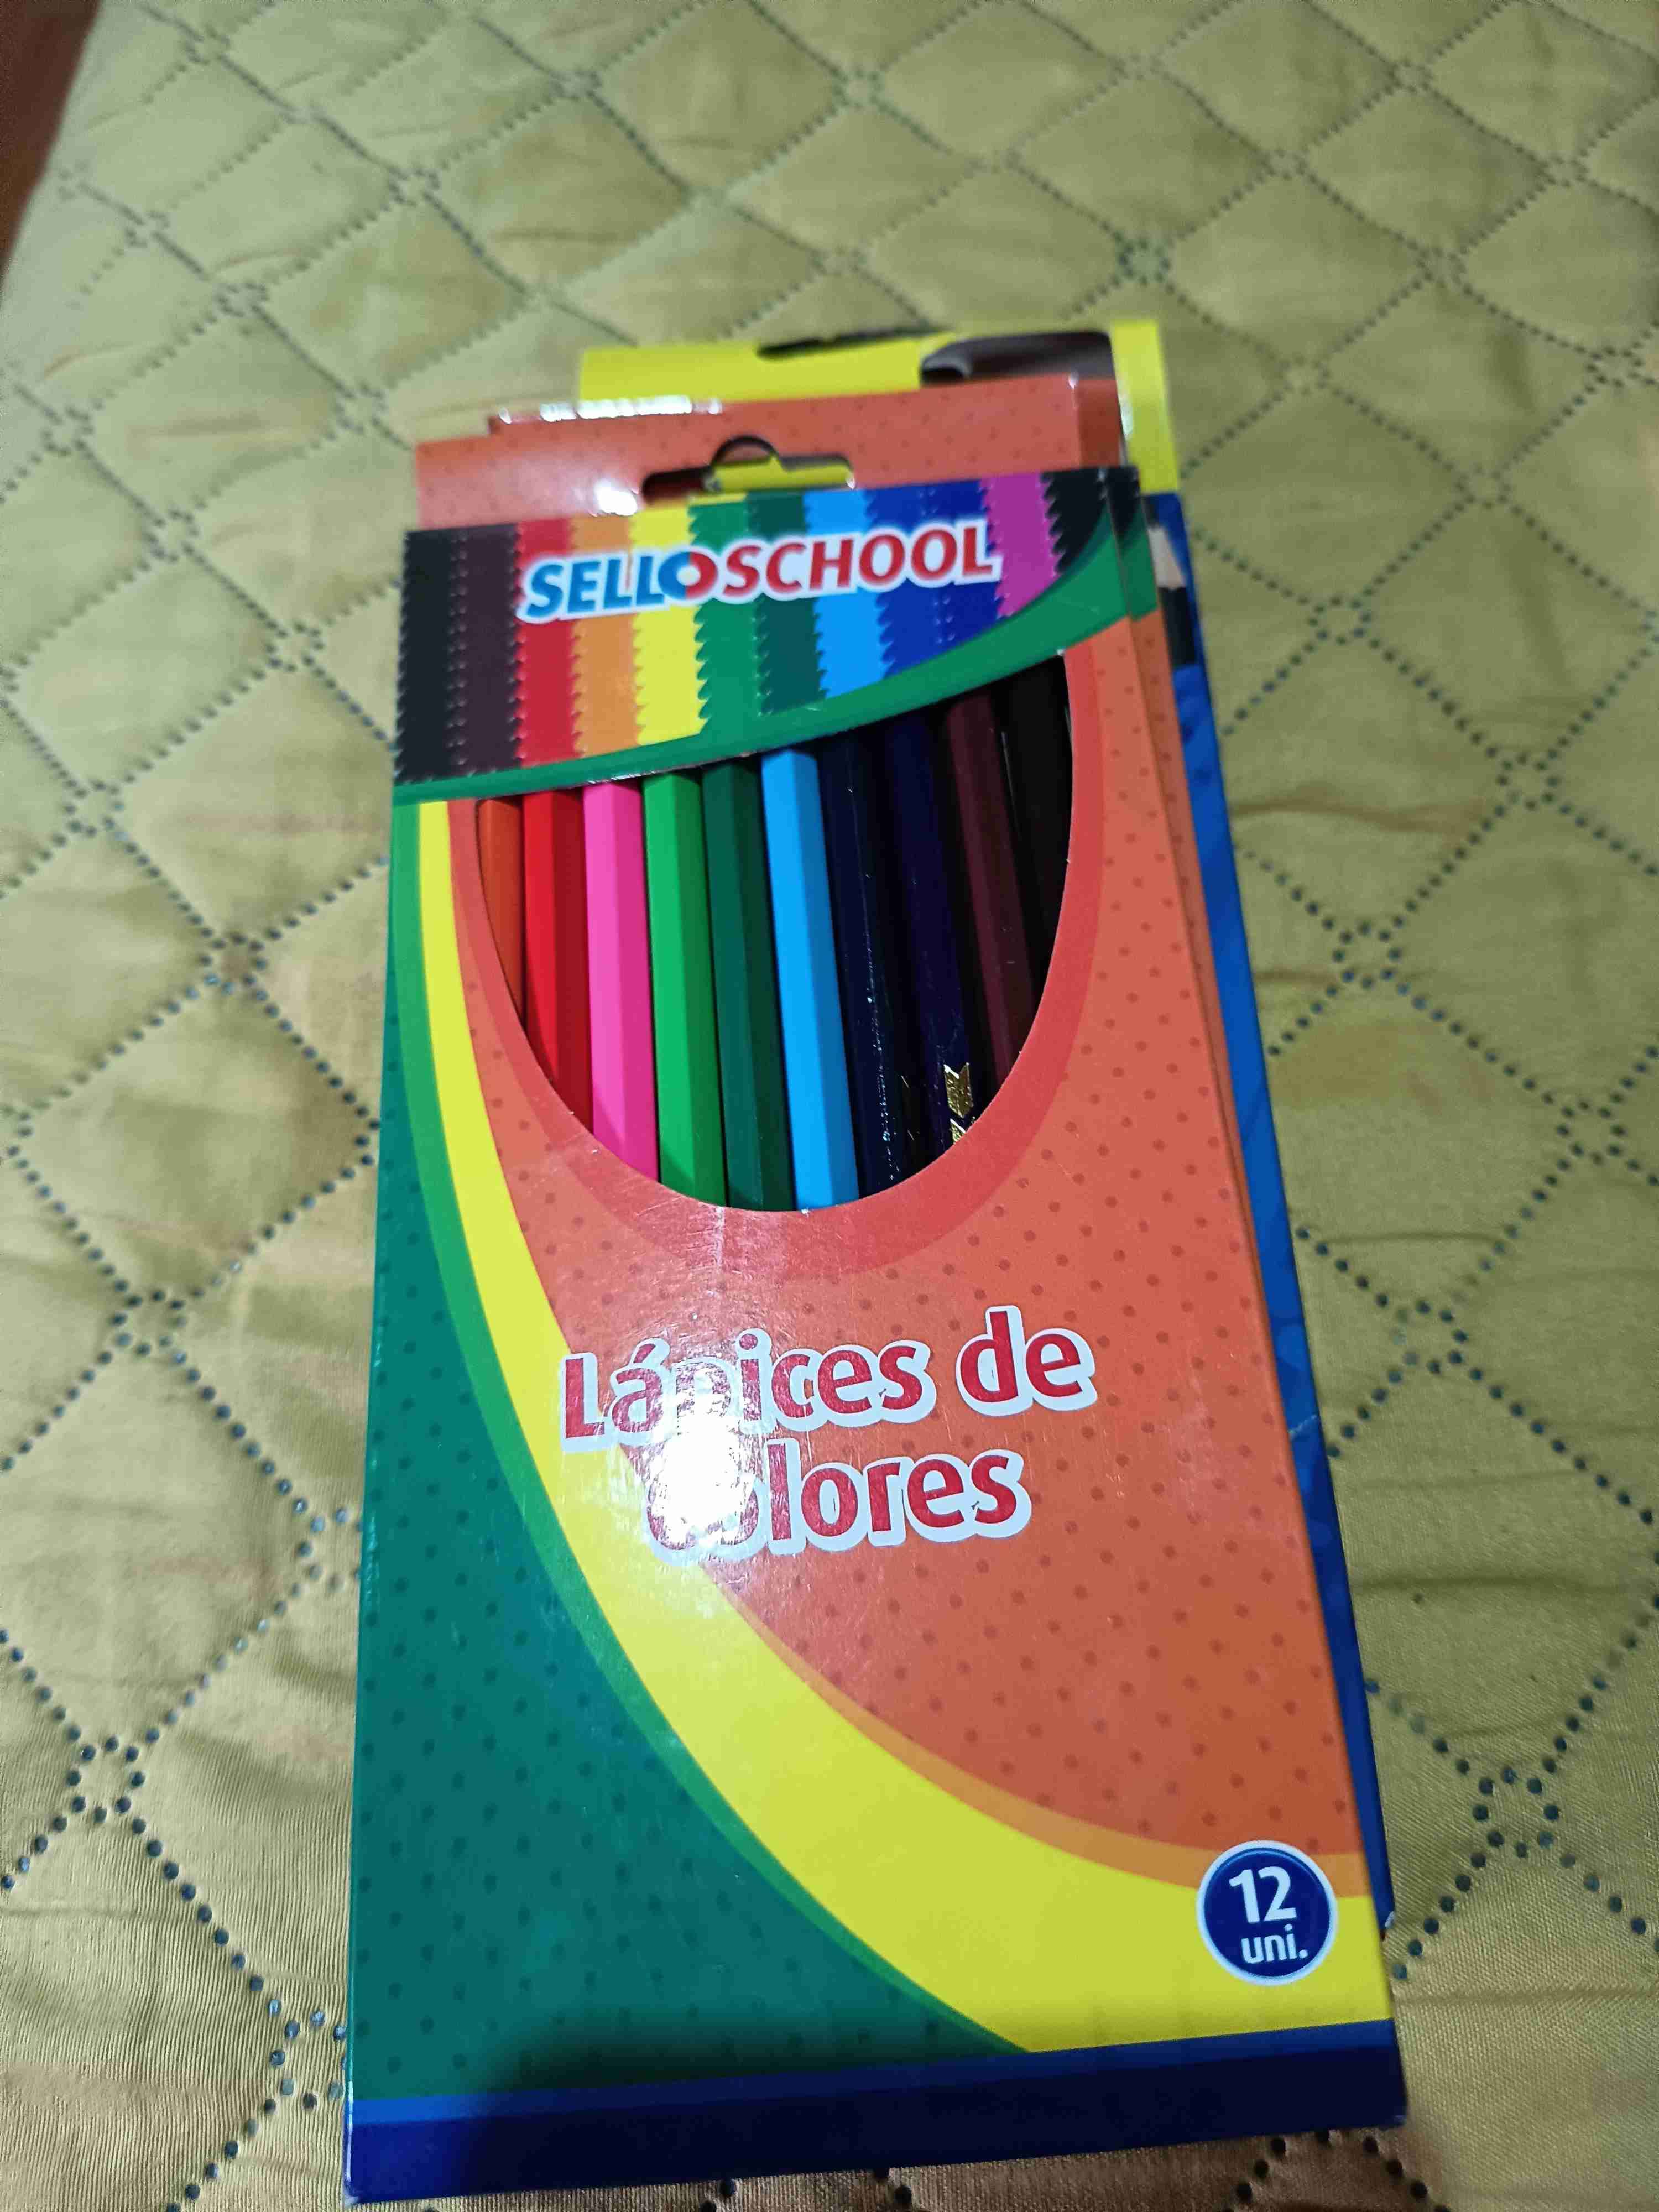 SELLOSCHOOL
Lápices de
colores
12
uni.